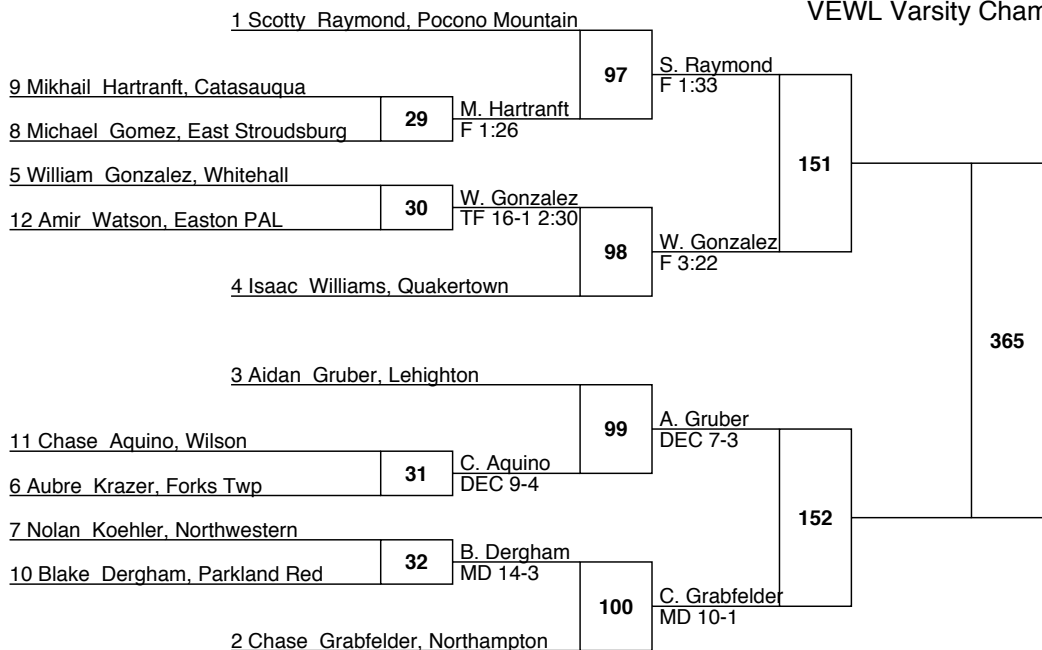 VEWL Varsity Cham
1 Scotty Raymond, Pocono Mountain
97
S. Raymond
F 1:33
9 Mikhail Hartranft, Catasauqua
29
M. Hartranft
F 1:26
8 Michael Gomez, East Stroudsburg
151
5 William Gonzalez, Whitehall
30
W. Gonzalez
TF 16-1 2:30
12 Amir Watson, Easton PAL
98
W. Gonzalez
F 3:22
4 Isaac Williams, Quakertown
365
3 Aidan Gruber, Lehighton
99
A. Gruber
DEC 7-3
11 Chase Aquino, Wilson
31
C. Aquino
DEC 9-4
6 Aubre Krazer, Forks Twp
152
7 Nolan Koehler, Northwestern
32
B. Dergham
MD 14-3
10 Blake Dergham, Parkland Red
100
C. Grabfelder
MD 10-1
2 Chase Grabfelder, Northampton